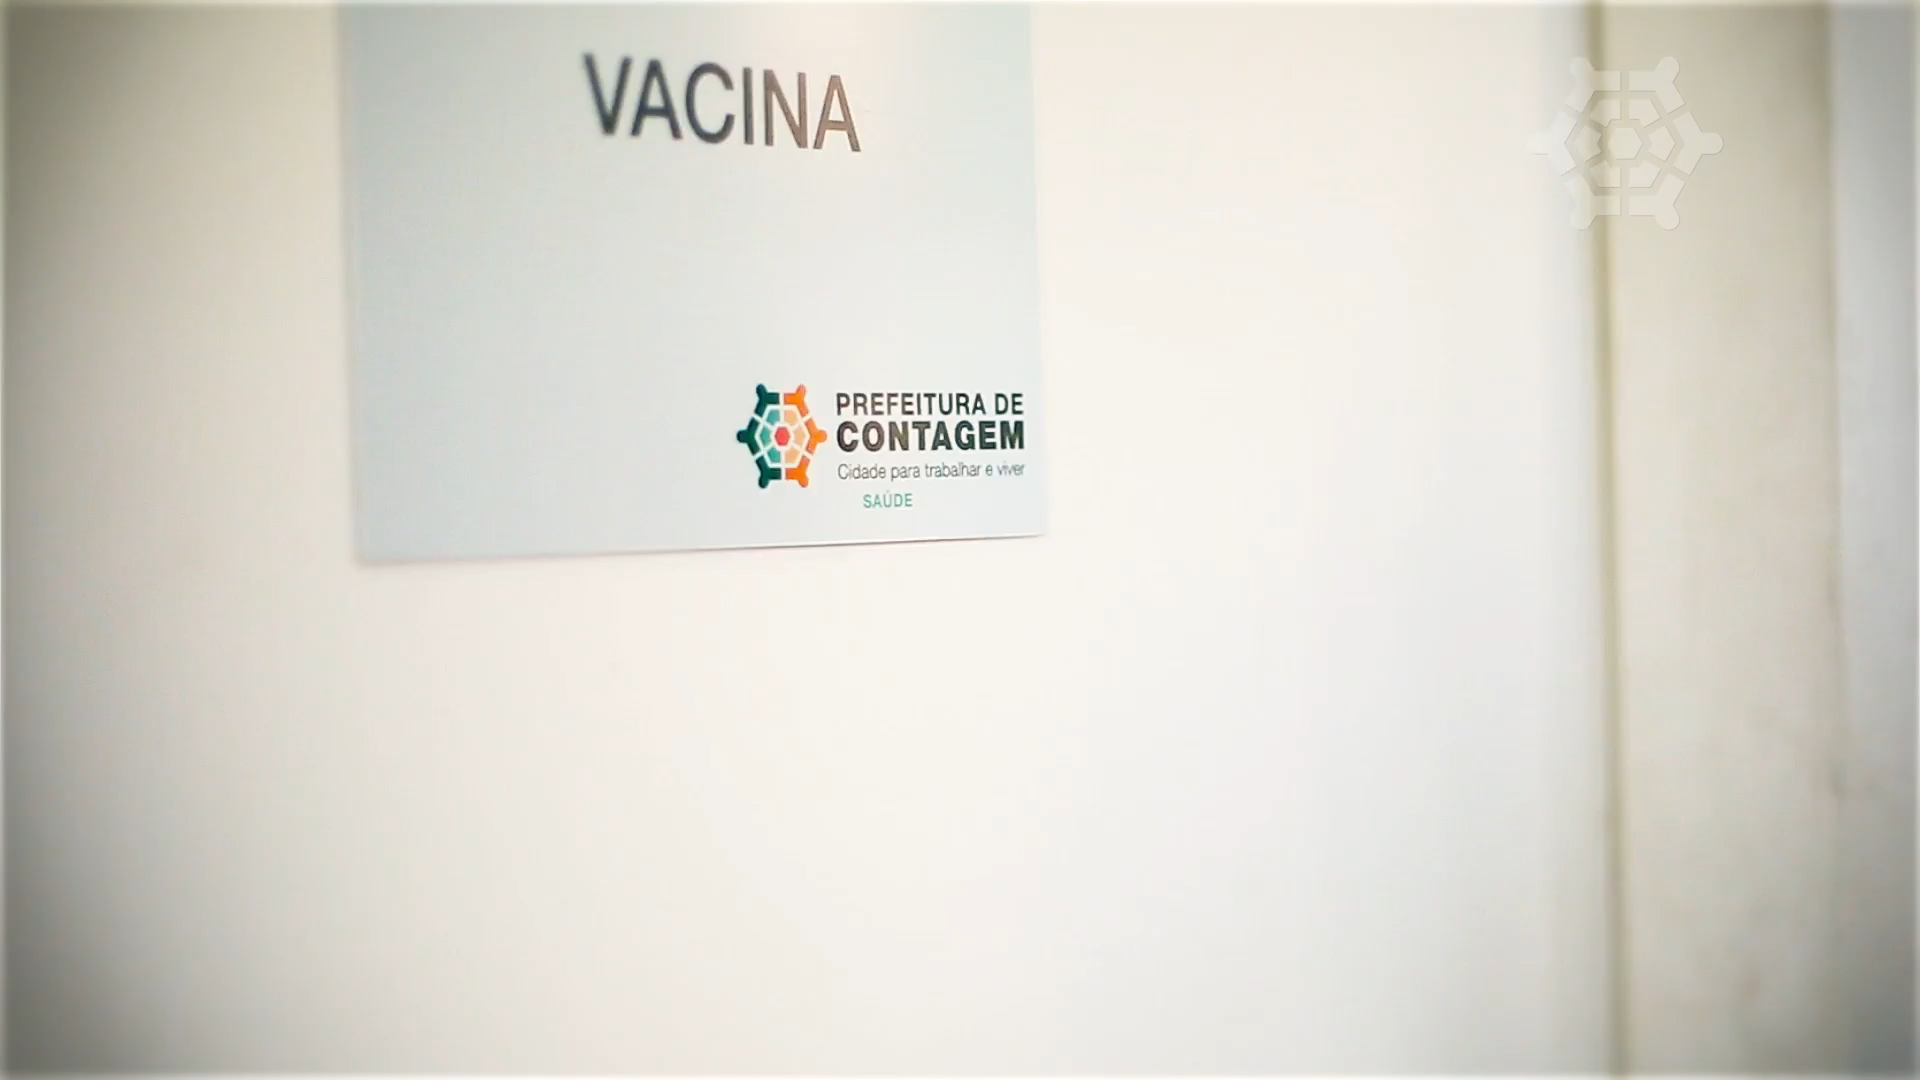 VACINA
PREFEITURA DE
CONTAGEM
Cidade para trabalhar e viver
SAÚDE